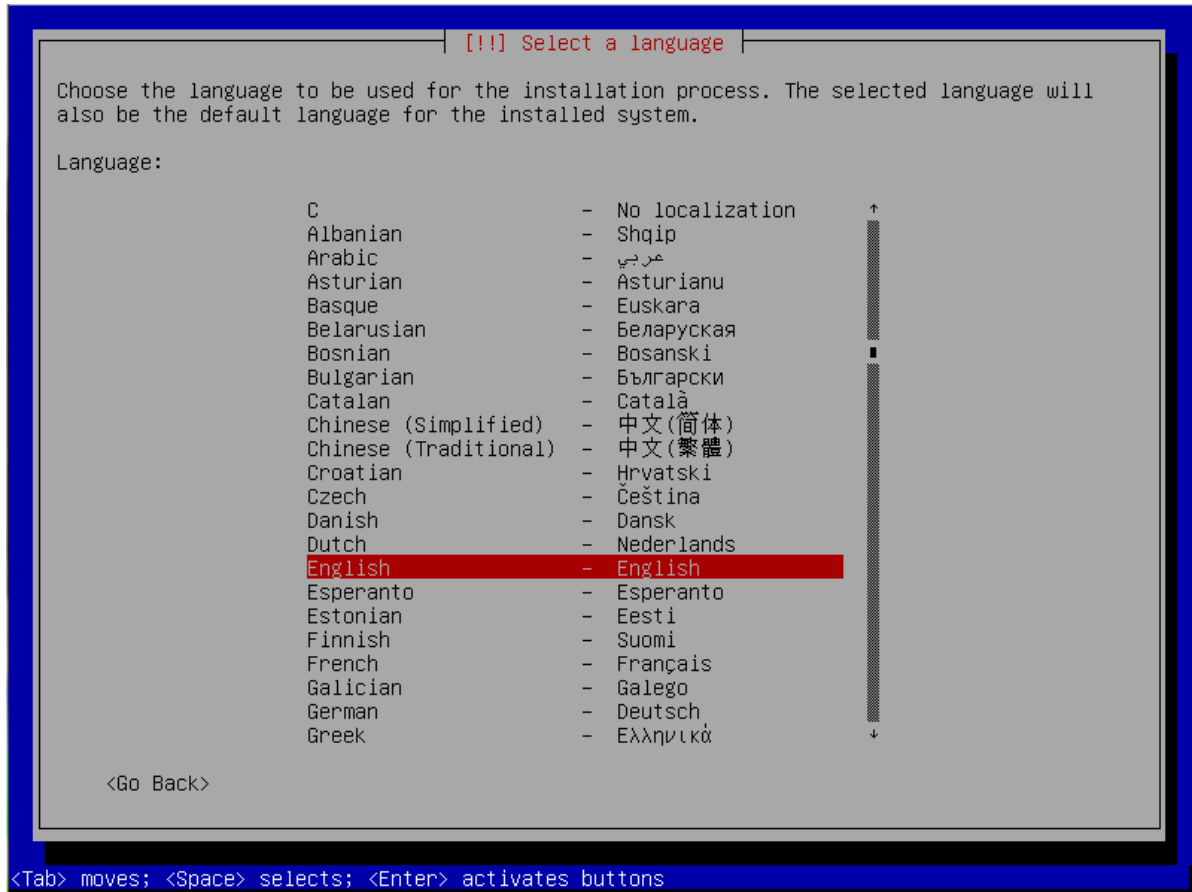 [!!] Select a language
Choose the language to be used for the installation process. The selected language will
also be the default language for the installed system.
Language:
C - No localization ↑
Albanian - Shqip
Arabic - عربي
Asturian - Asturianu
Basque - Euskara
Belarusian - Беларуская
Bosnian - Bosanski
Bulgarian - Български
Catalan - Català
Chinese (Simplified) - 中文(简体)
Chinese (Traditional) - 中文(繁體)
Croatian - Hrvatski
Czech - Čeština
Danish - Dansk
Dutch - Nederlands
English - English
Esperanto - Esperanto
Estonian - Eesti
Finnish - Suomi
French - Français
Galician - Galego
German - Deutsch
Greek - Ελληνικά ↓
<Go Back>
<Tab> moves; <Space> selects; <Enter> activates buttons